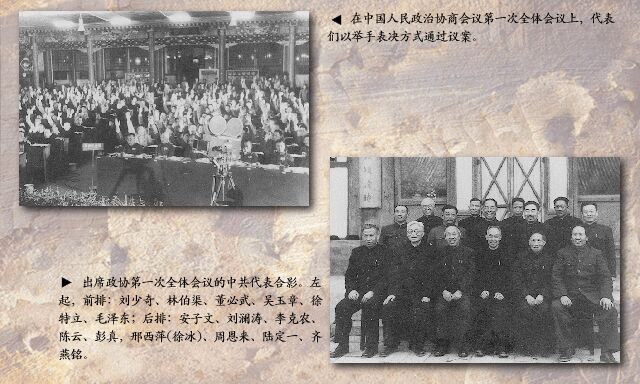 ◀ 在中国人民政治协商会议第一次全体会议上，代表
们以举手表决方式通过议案。
▶ 出席政协第一次全体会议的中共代表合影。左
起，前排：刘少奇、林伯渠、董必武、吴玉章、徐
特立、毛泽东；后排：安子文、刘澜涛、李克农、
陈云、彭真，邢西萍(徐冰)、周恩来、陆定一、齐
燕铭。